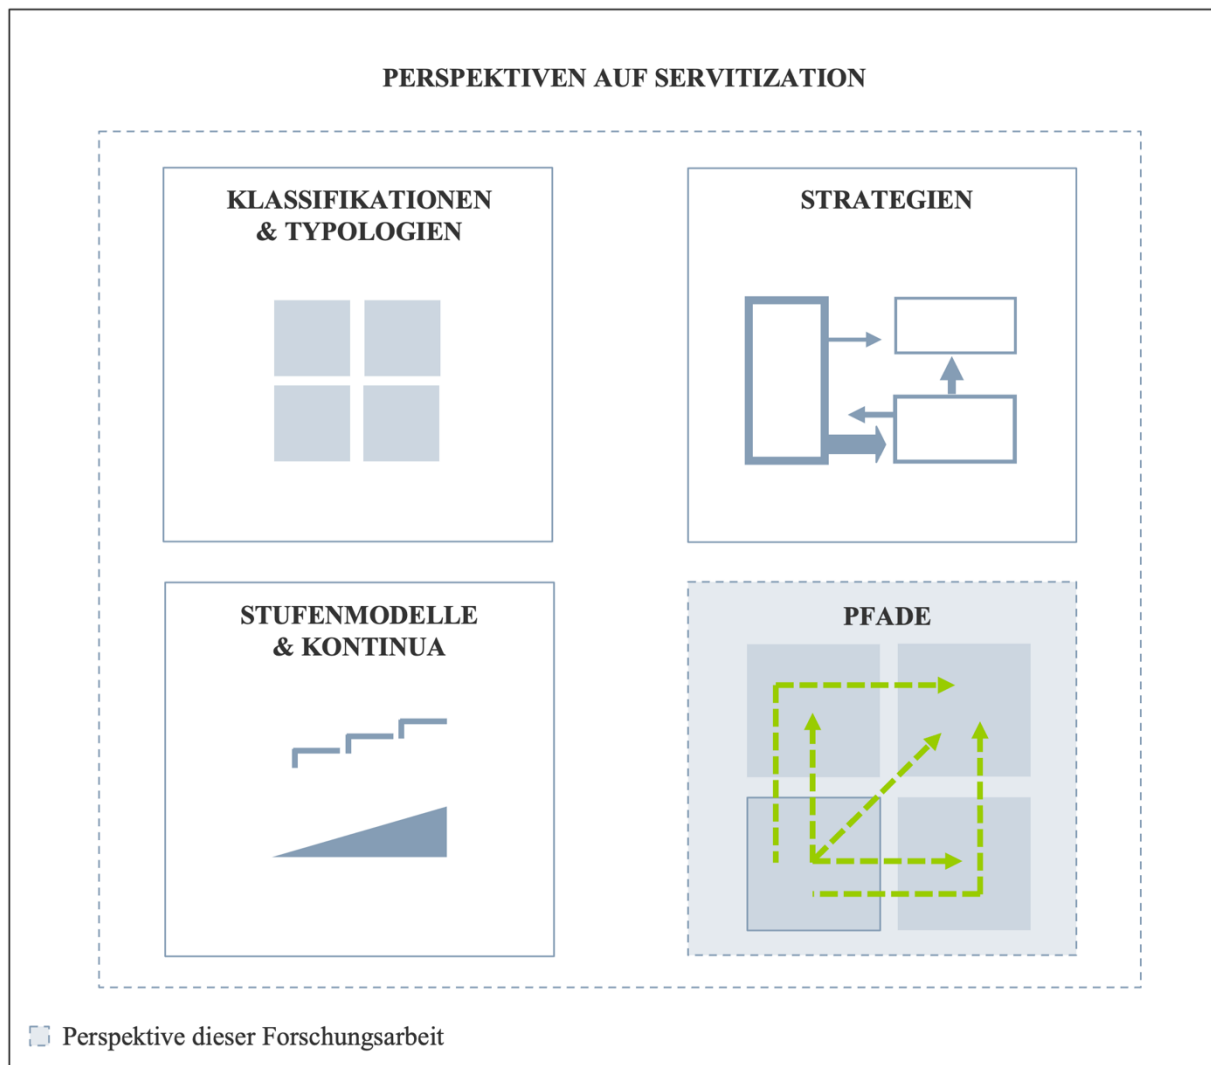 PERSPEKTIVEN AUF SERVITIZATION
KLASSIFIKATIONEN
& TYPOLOGIEN
STRATEGIEN
STUFENMODELLE
& KONTINUA
PFADE
Perspektive dieser Forschungsarbeit